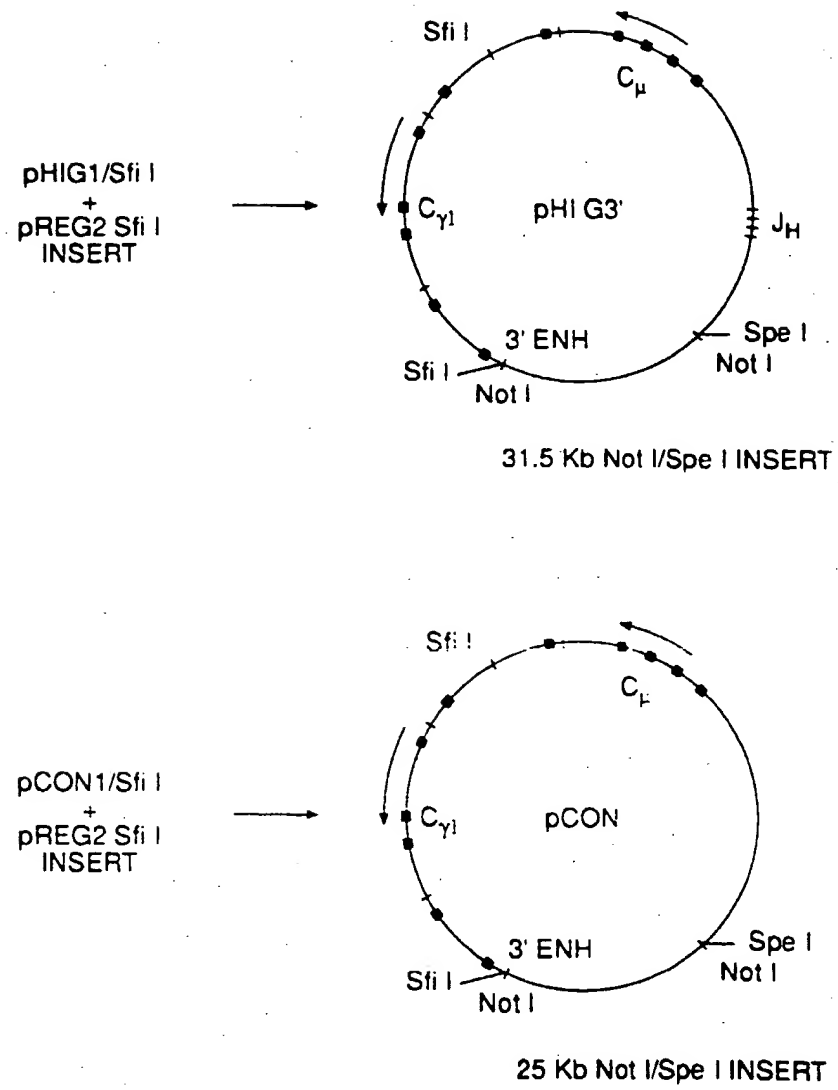 Sfi I
Cμ
pHIG1/Sfi I
+
pREG2 Sfi I
INSERT
Cγ1
pHI G3'
JH
3' ENH
Spe I
Not I
Sfi I
Not I
31.5 Kb Not I/Spe I INSERT
Sfi I
Cμ
pCON1/Sfi I
+
pREG2 Sfi I
INSERT
Cγ1
pCON
3' ENH
Spe I
Not I
Sfi I
Not I
25 Kb Not I/Spe I INSERT